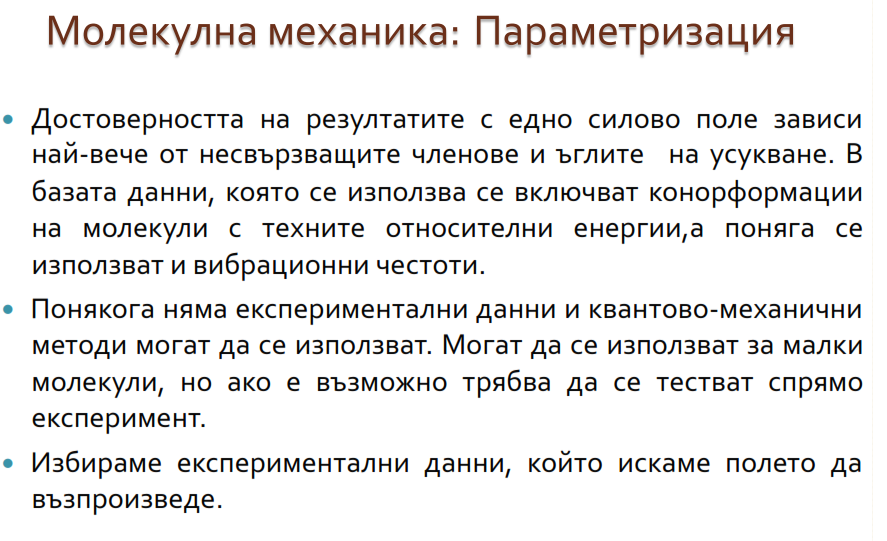 Молекулна механика: Параметризация
• Достоверността на резултатите с едно силово поле зависи
най-вече от несвързващите членове и ъглите на усукване. В
базата данни, която се използва се включват конорформации
на молекули с техните относителни енергии,а поняга се
използват и вибрационни честоти.
• Понякога няма експериментални данни и квантово-механични
методи могат да се използват. Могат да се използват за малки
молекули, но ако е възможно трябва да се тестват спрямо
експеримент.
• Избираме експериментални данни, който искаме полето да
възпроизведе.